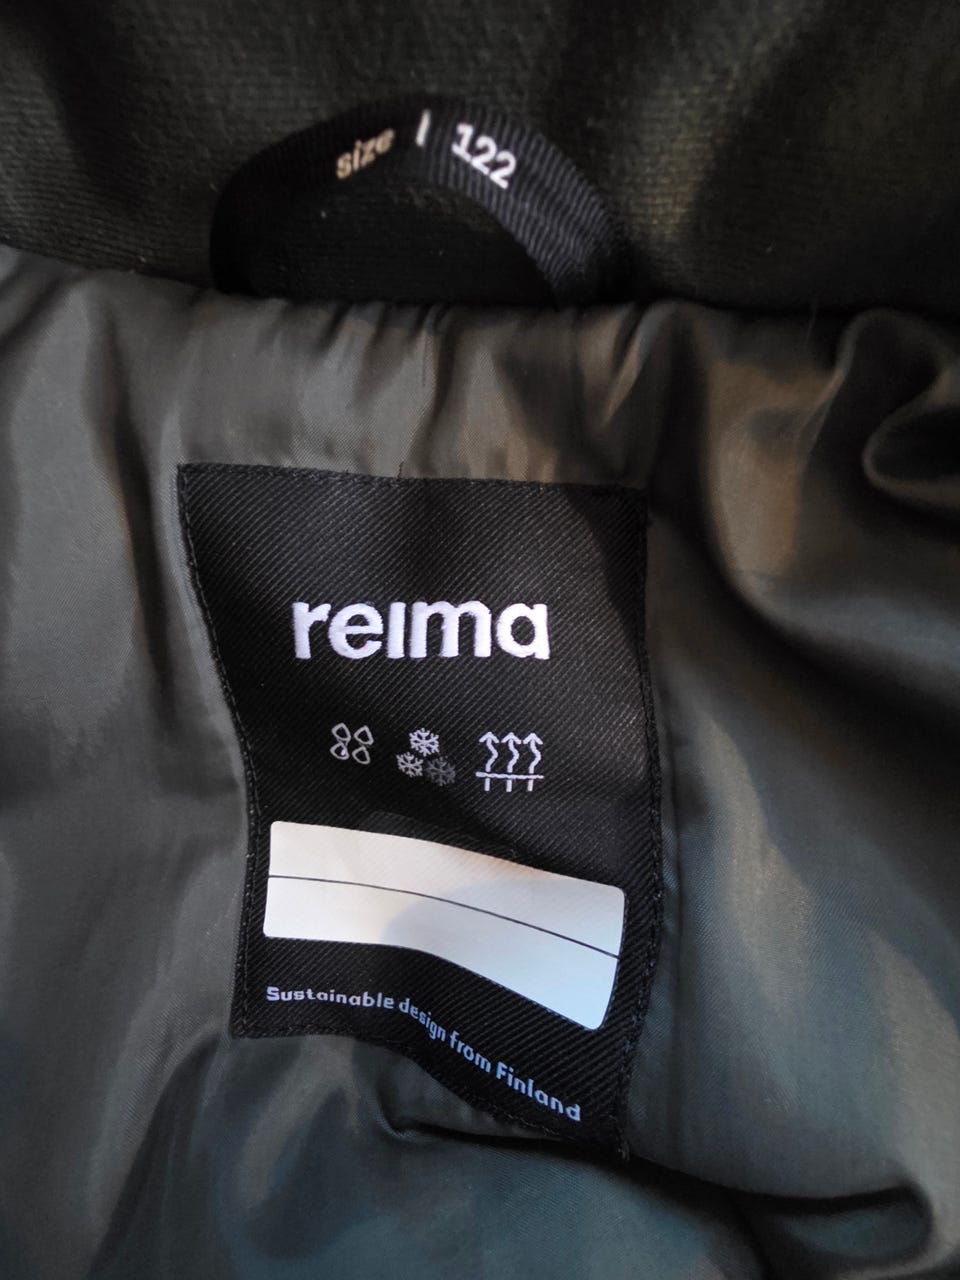 size | 122
reima
Sustainable design from Finland